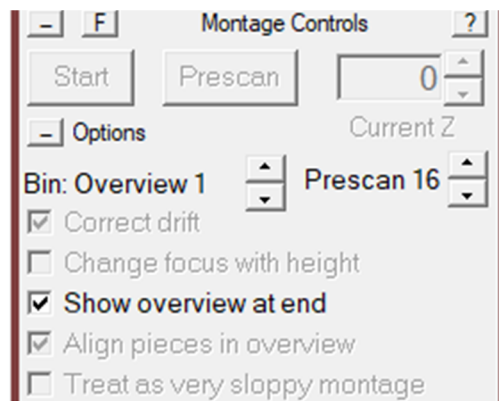 – F Montage Controls ?
Start Prescan 0
– Options Current Z
Bin: Overview 1 Prescan 16
Correct drift
Change focus with height
Show overview at end
Align pieces in overview
Treat as very sloppy montage